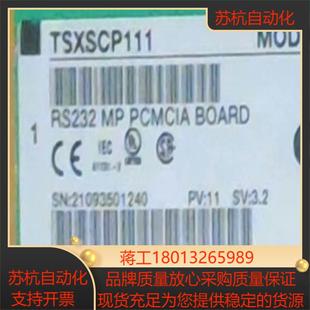 苏杭自动化
TSXSCP111
MOD
1
RS232 MP PCMCIA BOARD
CE
IEC
SN:21093501240
PV:11
SV:3.2
蒋工18013265989
苏杭自动化
支持开票
品牌质量放心采购质量保证
现货充足为您提供稳定的货源